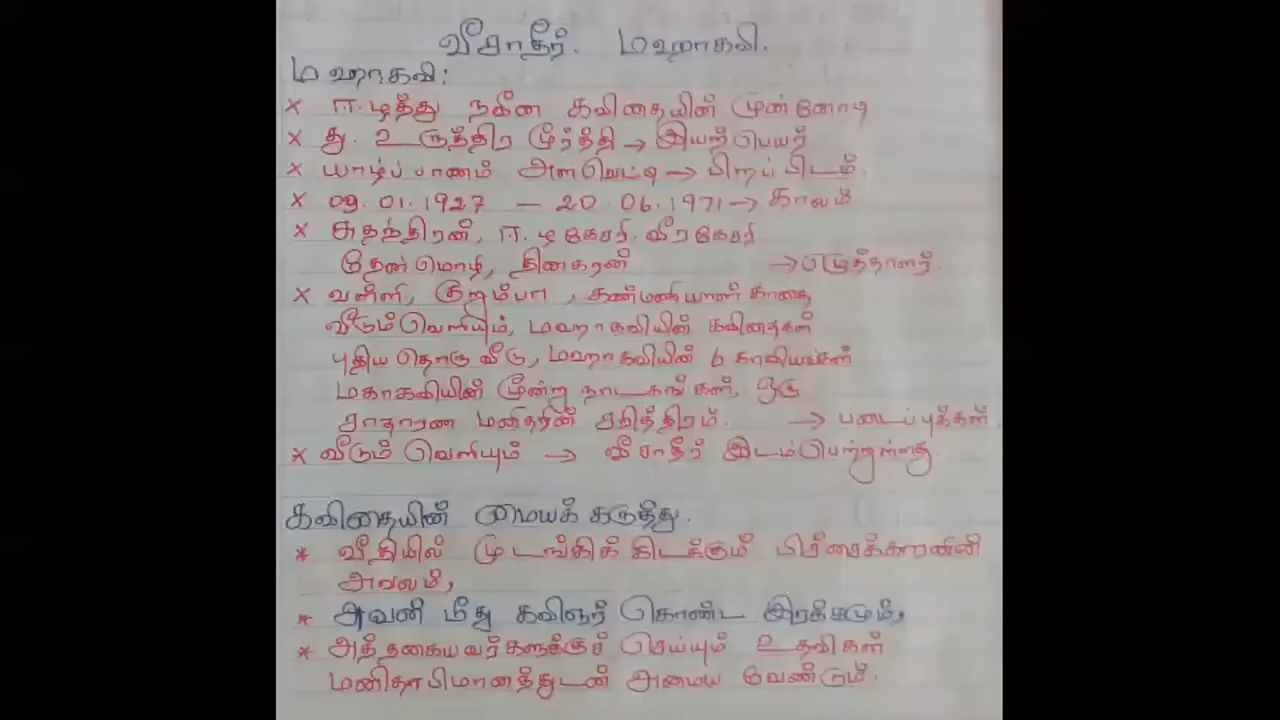 வீசாதீர். மஹாகவி.
மஹாகவி:
× ஈழத்து நவீன கவிதையின் முன்னோடி
× து. உருத்திர மூர்த்தி → இயற்பெயர்
× யாழ்ப்பாணம் அளவெட்டி → பிறப்பிடம்.
× 09.01.1927 – 20.06.1971 → காலம்
× சுதந்திரன், ஈழகேசரி, வீரகேசரி
தேன்மொழி, தினகரன் → எழுத்தாளர்.
× வள்ளி, குறும்பா, கண்மணியாள் காதை
வீடும் வெளியும், மஹாகவியின் கவிதைகள்
புதியதொரு வீடு, மஹாகவியின் 6 காவியங்கள்
மகாகவியின் மூன்று நாடகங்கள், ஒரு
சாதாரண மனிதரின் சரித்திரம். → படைப்புக்கள்.
× வீடும் வெளியும் → வீசாதீர் இடம்பெற்றுள்ளது.
கவிதையின் மையக் கருத்து.
* வீதியில் முடங்கிக் கிடக்கும் பிச்சைக்காரனின்
அவலம்,
* அவன் மீது கவிஞர் கொண்ட இரக்கமும்,
* அத்தகையவர்களுக்குச் செய்யும் உதவிகள்
மனிதாபிமானத்துடன் அமைய வேண்டும்.